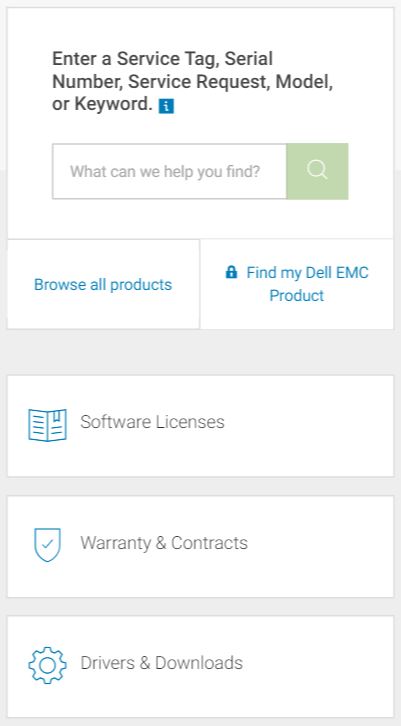 Enter a Service Tag, Serial
Number, Service Request, Model,
or Keyword. i
What can we help you find?
Browse all products
Find my Dell EMC
Product
Software Licenses
Warranty & Contracts
Drivers & Downloads